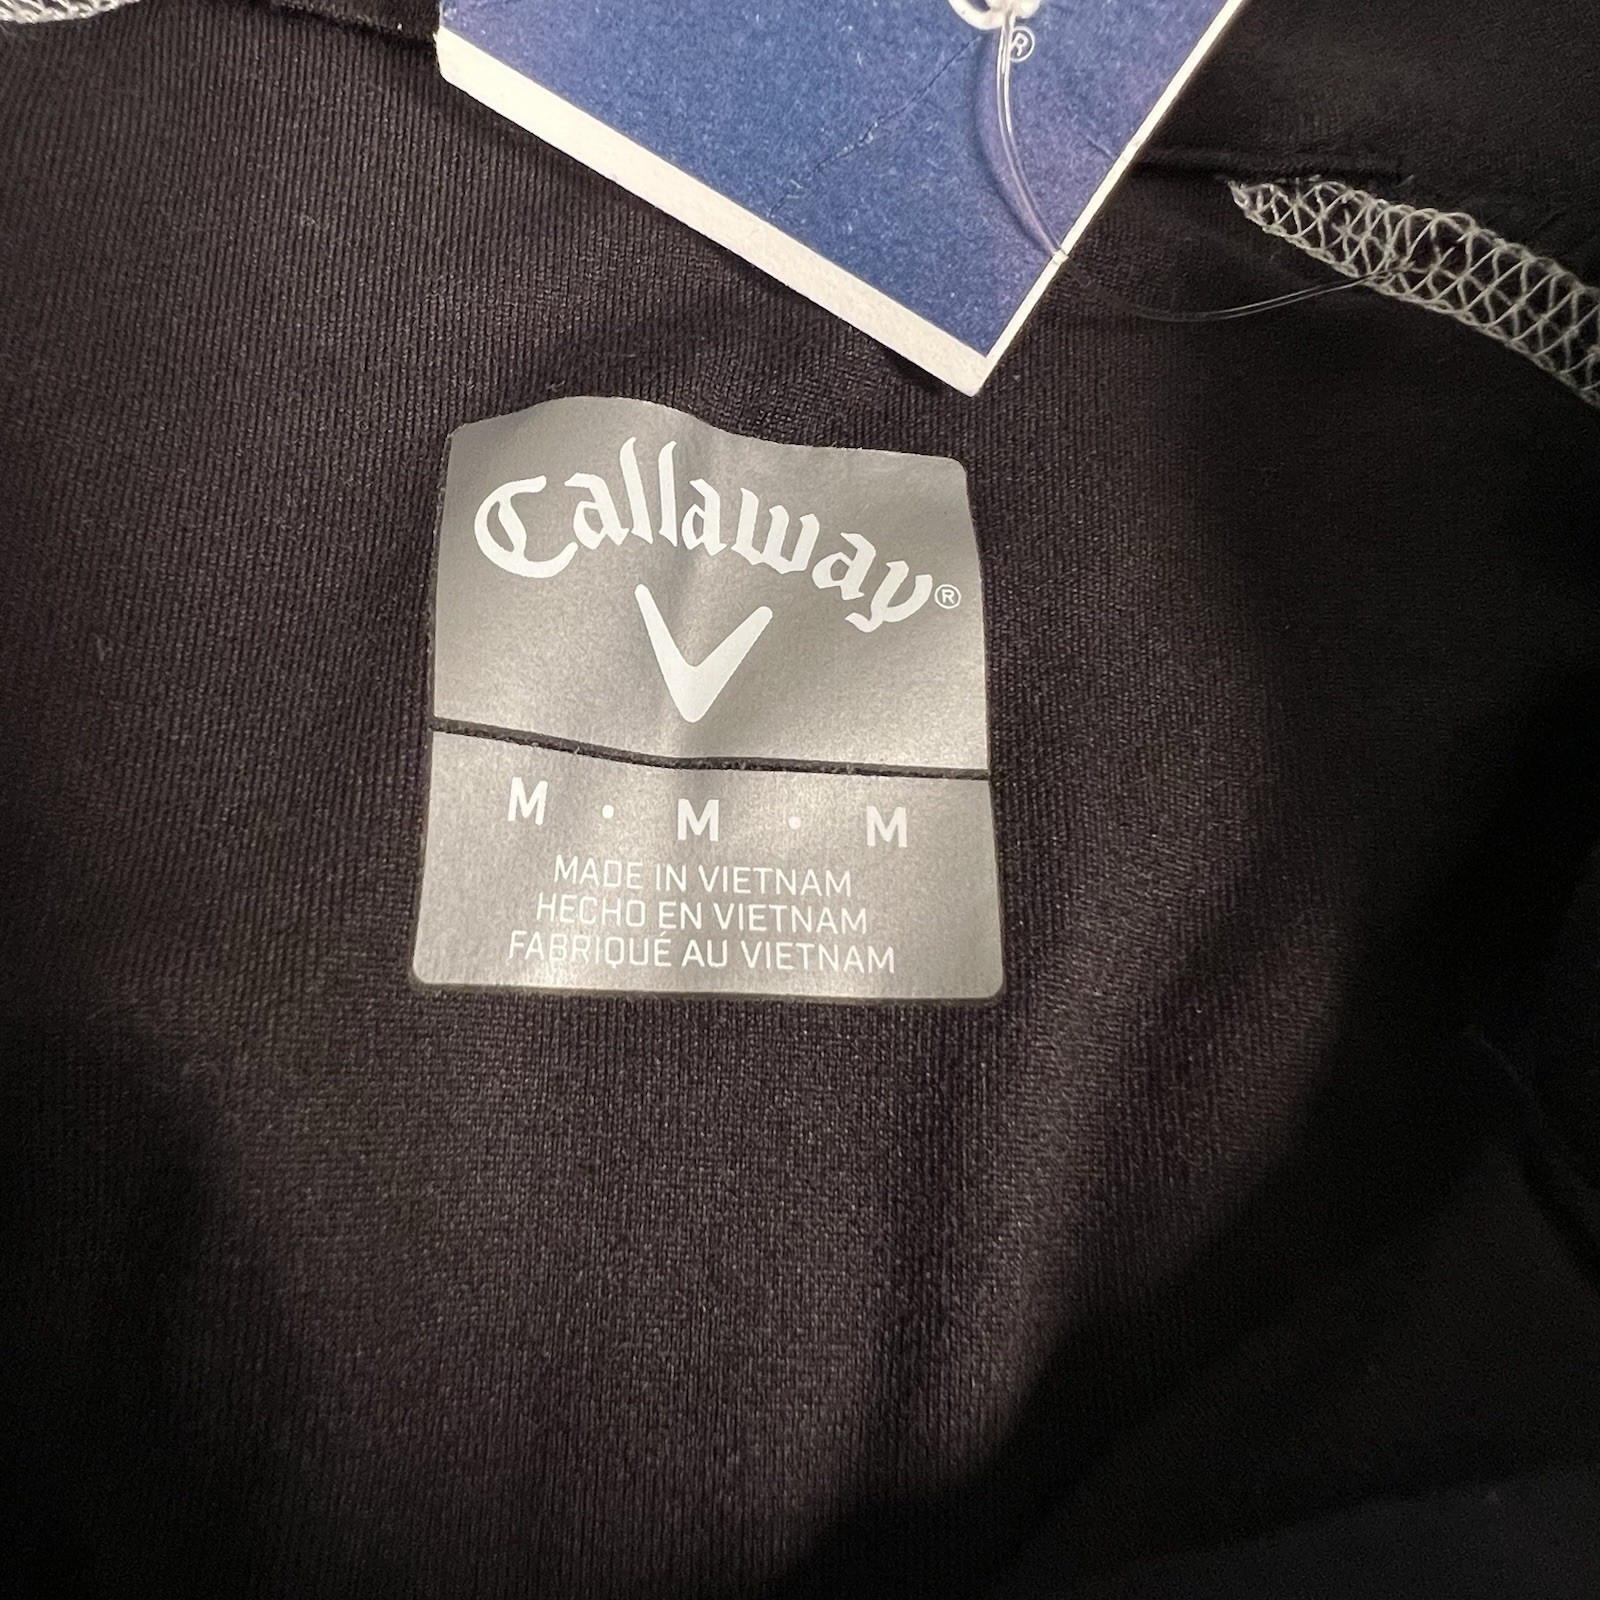 ®
Callaway®
M · M · M
MADE IN VIETNAM
HECHO EN VIETNAM
FABRIQUÉ AU VIETNAM